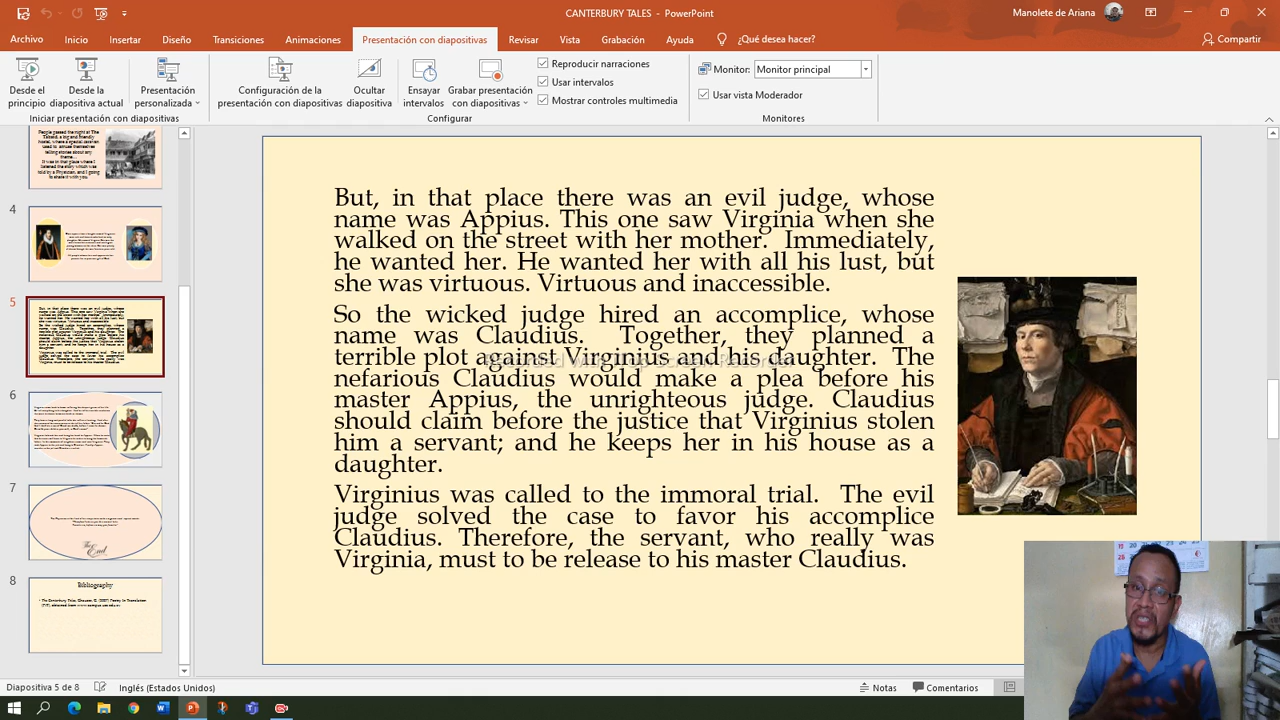 CANTERBURY TALES - PowerPoint
Manolete de Ariana
Archivo Inicio Insertar Diseño Transiciones Animaciones Presentación con diapositivas Revisar Vista Grabación Ayuda ¿Qué desea hacer? Compartir
Desde el principio
Desde la diapositiva actual
Presentación personalizada
Iniciar presentación con diapositivas
Configuración de la presentación con diapositivas
Ocultar diapositiva
Ensayar intervalos
Grabar presentación con diapositivas
Reproducir narraciones
Usar intervalos
Mostrar controles multimedia
Configurar
Monitor: Monitor principal
Usar vista Moderador
Monitores
4
5
6
7
The End
8
Bibliography
But, in that place there was an evil judge, whose
name was Appius. This one saw Virginia when she
walked on the street with her mother. Immediately,
he wanted her. He wanted her with all his lust, but
she was virtuous. Virtuous and inaccessible.
So the wicked judge hired an accomplice, whose
name was Claudius. Together, they planned a
terrible plot against Virginius and his daughter. The
nefarious Claudius would make a plea before his
master Appius, the unrighteous judge. Claudius
should claim before the justice that Virginius stolen
him a servant; and he keeps her in his house as a
daughter.
Virginius was called to the immoral trial. The evil
judge solved the case to favor his accomplice
Claudius. Therefore, the servant, who really was
Virginia, must to be release to his master Claudius.
Diapositiva 5 de 8 Inglés (Estados Unidos) Notas Comentarios